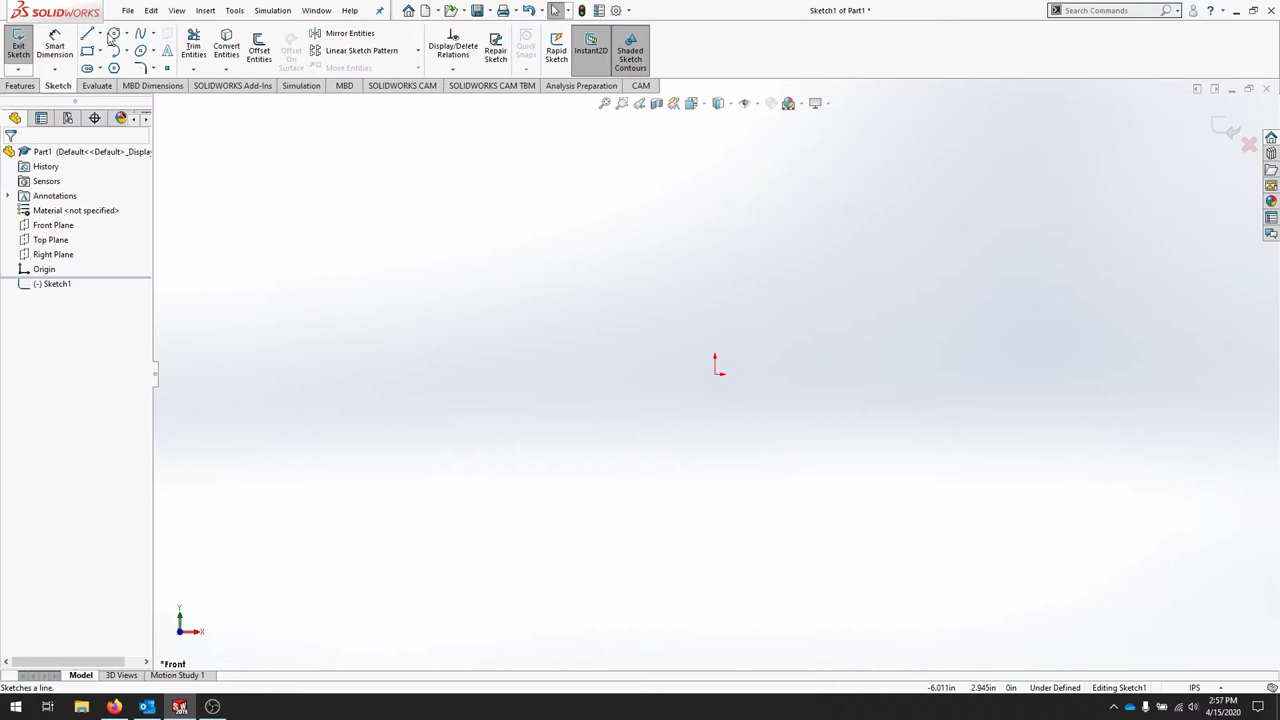 SOLIDWORKS
File Edit View Insert Tools Simulation Window Help
Sketch1 of Part1 *
Search Commands
Exit Sketch
Smart Dimension
Trim Entities
Convert Entities
Offset Entities
Offset On Surface
Mirror Entities
Linear Sketch Pattern
Move Entities
Display/Delete Relations
Repair Sketch
Quick Snaps
Rapid Sketch
Instant2D
Shaded Sketch Contours
Features Sketch Evaluate MBD Dimensions SOLIDWORKS Add-Ins Simulation MBD SOLIDWORKS CAM SOLIDWORKS CAM TBM Analysis Preparation CAM
Part1 (Default<<Default>_Displa
History
Sensors
Annotations
Material <not specified>
Front Plane
Top Plane
Right Plane
Origin
(-) Sketch1
Y
X
*Front
Model 3D Views Motion Study 1
Sketches a line.
-6.011in 2.945in 0in Under Defined Editing Sketch1 IPS
2:57 PM
4/15/2020